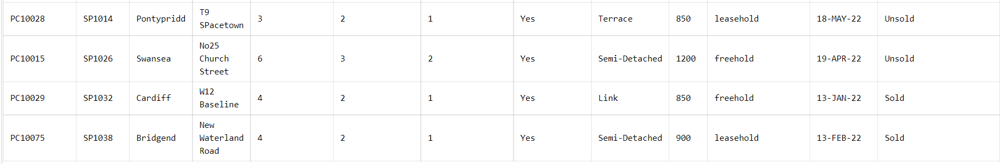 PC10028 SP1014 Pontypridd T9 SPacetown 3 2 1 Yes Terrace 850 leasehold 18-MAY-22 Unsold
PC10015 SP1026 Swansea No25 Church Street 6 3 2 Yes Semi-Detached 1200 freehold 19-APR-22 Unsold
PC10029 SP1032 Cardiff W12 Baseline 4 2 1 Yes Link 850 freehold 13-JAN-22 Sold
PC10075 SP1038 Bridgend New Waterland Road 4 2 1 Yes Semi-Detached 900 leasehold 13-FEB-22 Sold